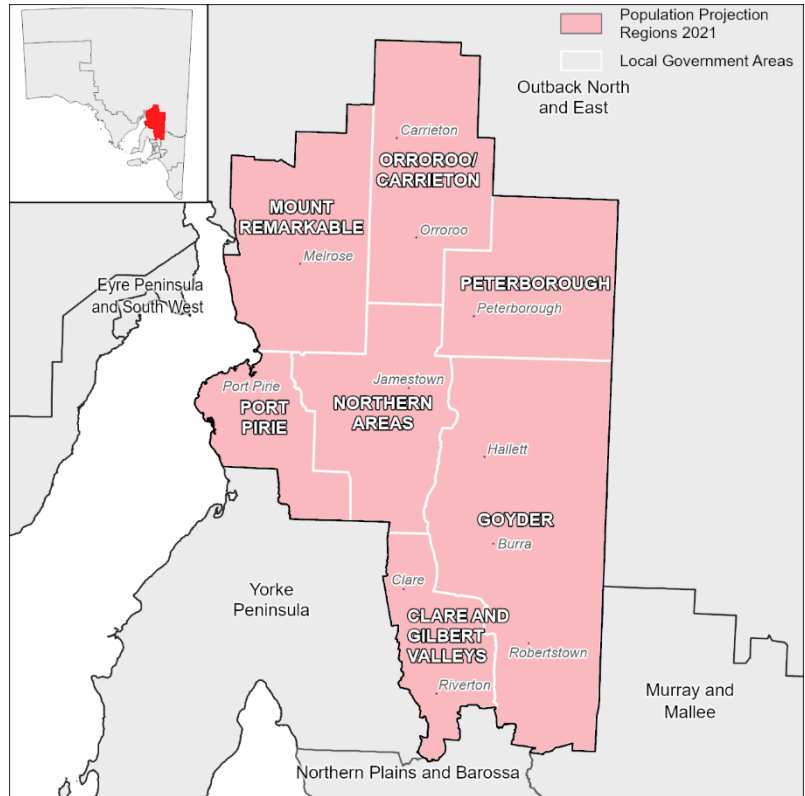 Population Projection
Regions 2021
Local Government Areas
Outback North
and East
Carrieton
ORROROO/
CARRIETON
MOUNT
REMARKABLE
Orroroo
Melrose
PETERBOROUGH
Eyre Peninsula
and South West
Peterborough
Port Pirie
Jamestown
PORT
PIRIE
NORTHERN
AREAS
Hallett
GOYDER
Burra
Clare
Yorke
Peninsula
CLARE AND
GILBERT
VALLEYS
Robertstown
Riverton
Murray and
Mallee
Northern Plains and Barossa